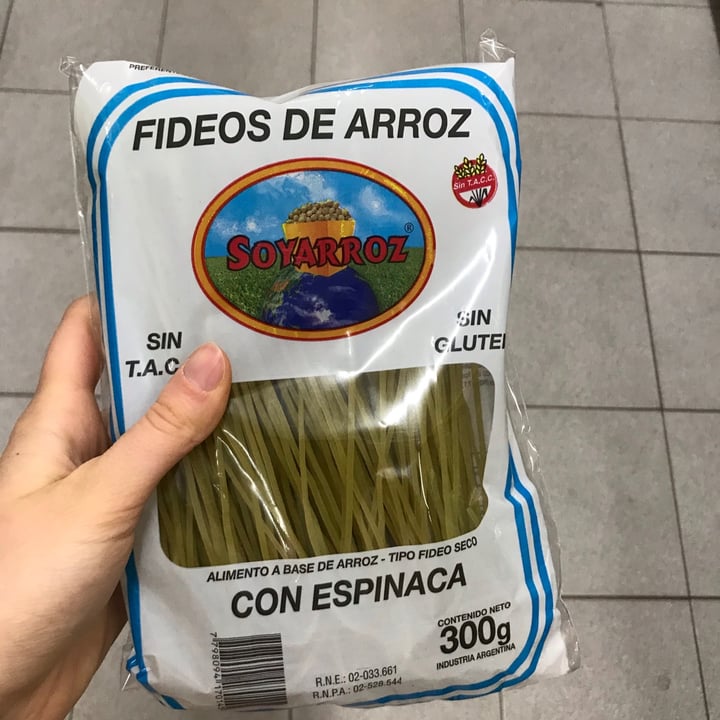 FIDEOS DE ARROZ
Sin T.A.C.C.
SOYARROZ®
SIN
T.A.C
SIN
GLUTE
ALIMENTO A BASE DE ARROZ - TIPO FIDEO SECO
CON ESPINACA
CONTENIDO NETO
300g
INDUSTRIA ARGENTINA
R.N.E.: 02-033.661
R.N.P.A.: 02-528.544